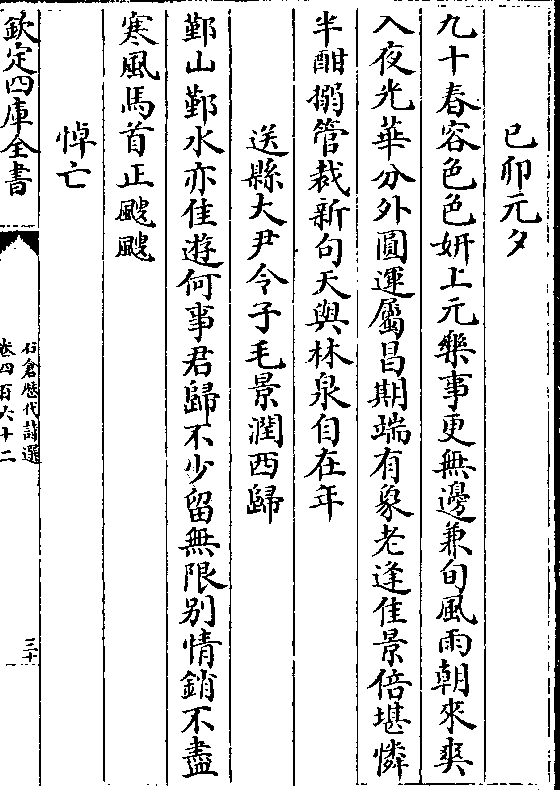 己卯元夕
九十春容色色妍上元樂事更無邊兼旬風雨朝來爽
入夜光華分外圓運屬昌期端有象老逢佳景倍堪憐
半酣搦管裁新句天與林泉自在年
送縣大尹令子毛景潤西歸
鄞山鄞水亦佳遊何事君歸不少留無限别情銷不盡
寒風馬首正颼颼
悼亡
欽定四庫全書
石倉歷代詩選
卷四百六十二
三十